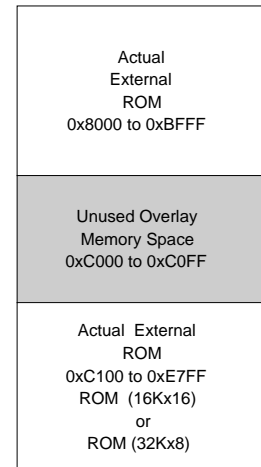 Actual
External
ROM
0x8000 to 0xBFFF
Unused Overlay
Memory Space
0xC000 to 0xC0FF
Actual External
ROM
0xC100 to 0xE7FF
ROM (16Kx16)
or
ROM (32Kx8)